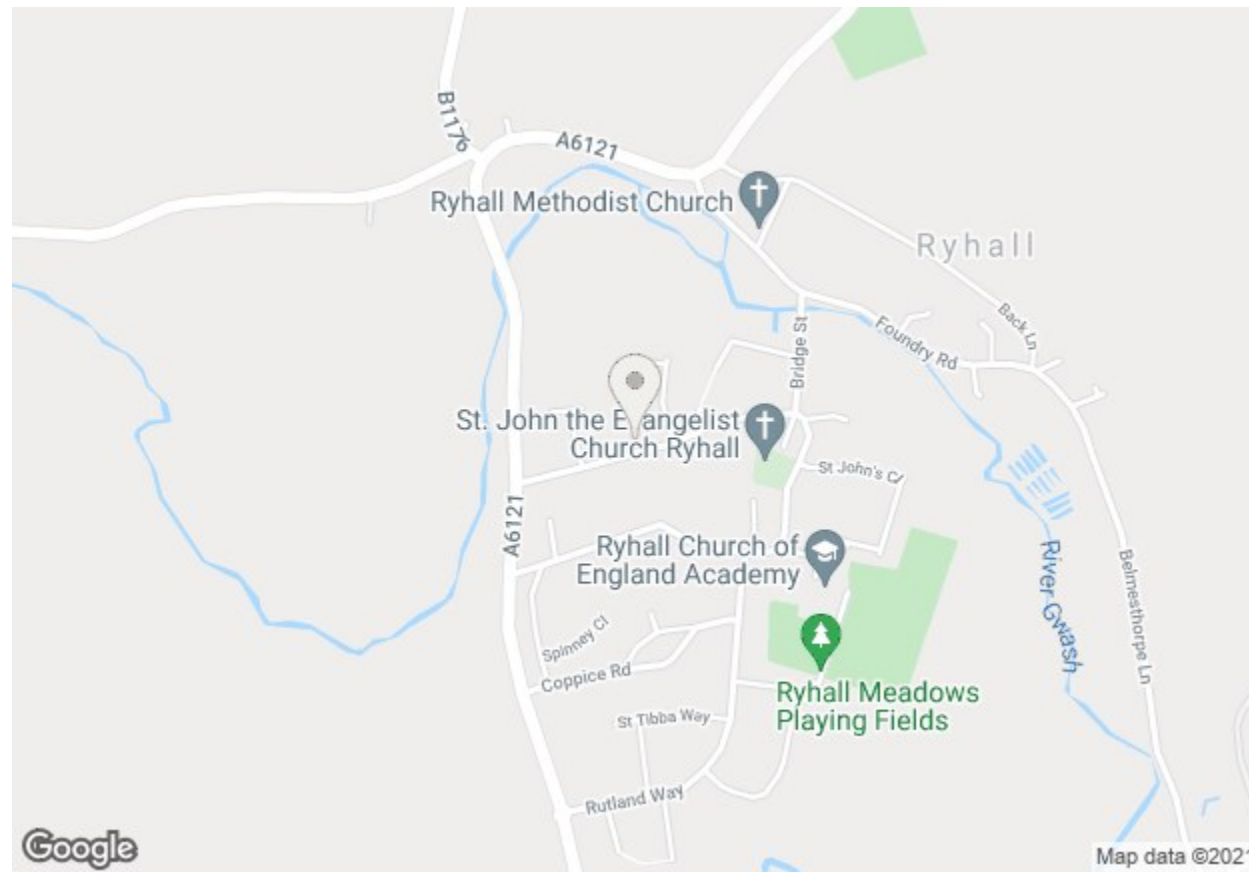 B1176
A6121
Ryhall Methodist Church
Ryhall
Back Ln
Foundry Rd
Bridge St
St. John the Evangelist
Church Ryhall
St John's Cl
A6121
Ryhall Church of
England Academy
River Gwash
Belmesthorpe Ln
Spinney Cl
Coppice Rd
Ryhall Meadows
Playing Fields
St Tibba Way
Rutland Way
Google
Map data ©2021